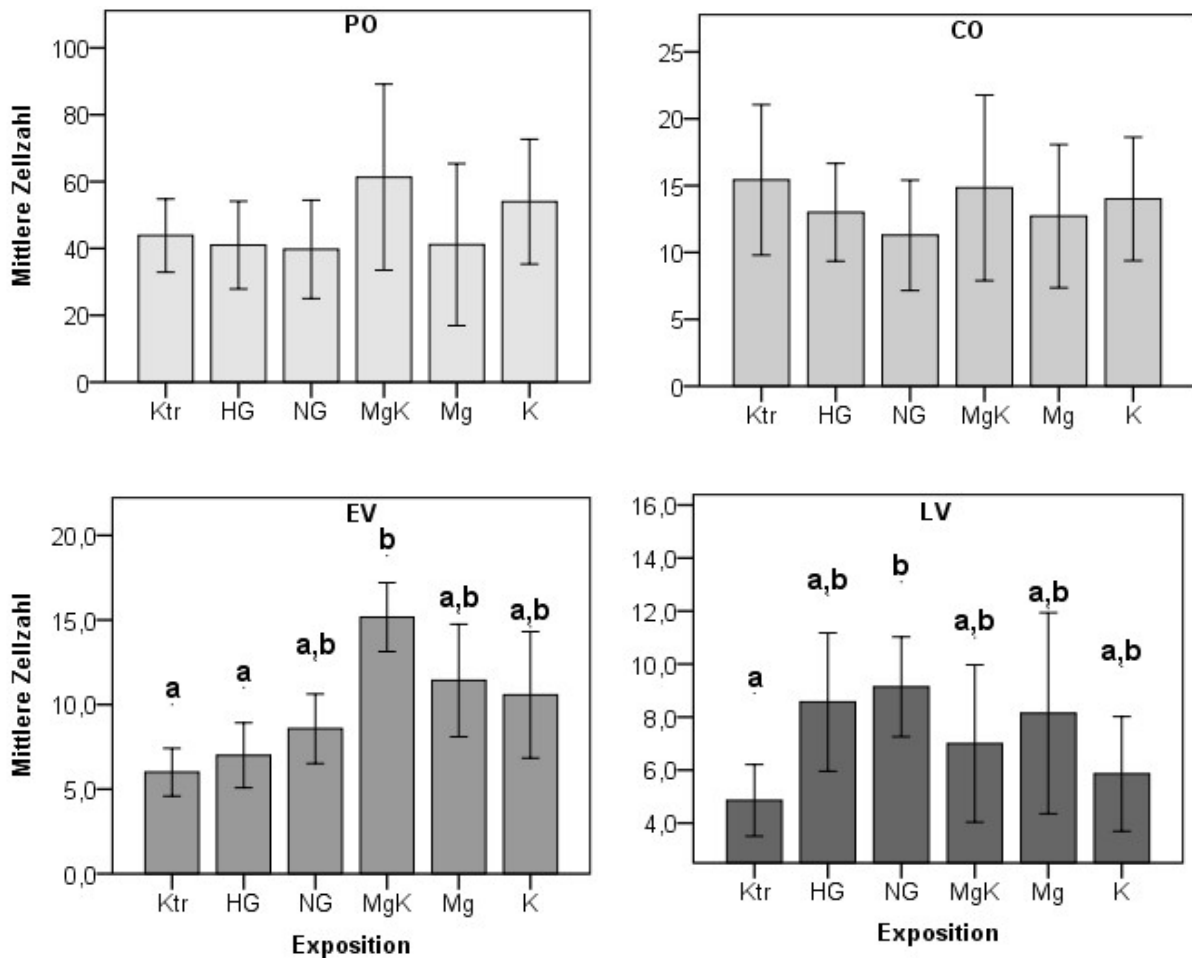 PO
Mittlere Zellzahl
100
80
60
40
20
0
Ktr HG NG MgK Mg K
CO
25
20
15
10
5
0
Ktr HG NG MgK Mg K
EV
Mittlere Zellzahl
20,0
15,0
10,0
5,0
0,0
a a a,b b a,b a,b
Ktr HG NG MgK Mg K
Exposition
LV
16,0
14,0
12,0
10,0
8,0
6,0
4,0
a a,b b a,b a,b a,b
Ktr HG NG MgK Mg K
Exposition